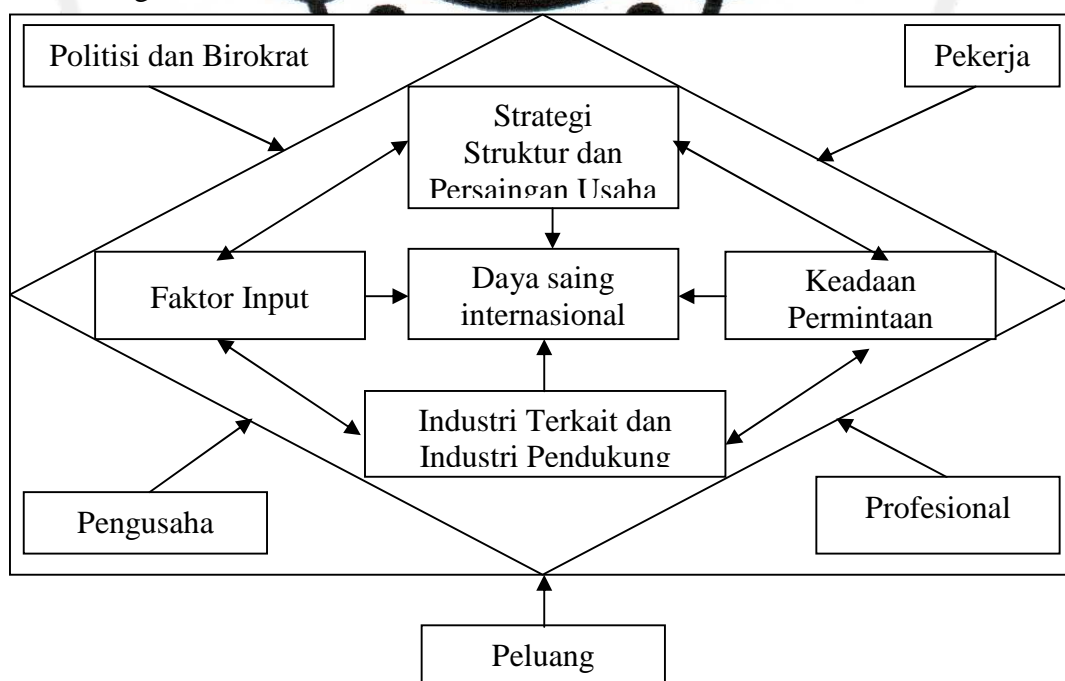 Politisi dan Birokrat
Pekerja
Strategi
Struktur dan
Persaingan Usaha
Faktor Input
Daya saing
internasional
Keadaan
Permintaan
Industri Terkait dan
Industri Pendukung
Pengusaha
Profesional
Peluang